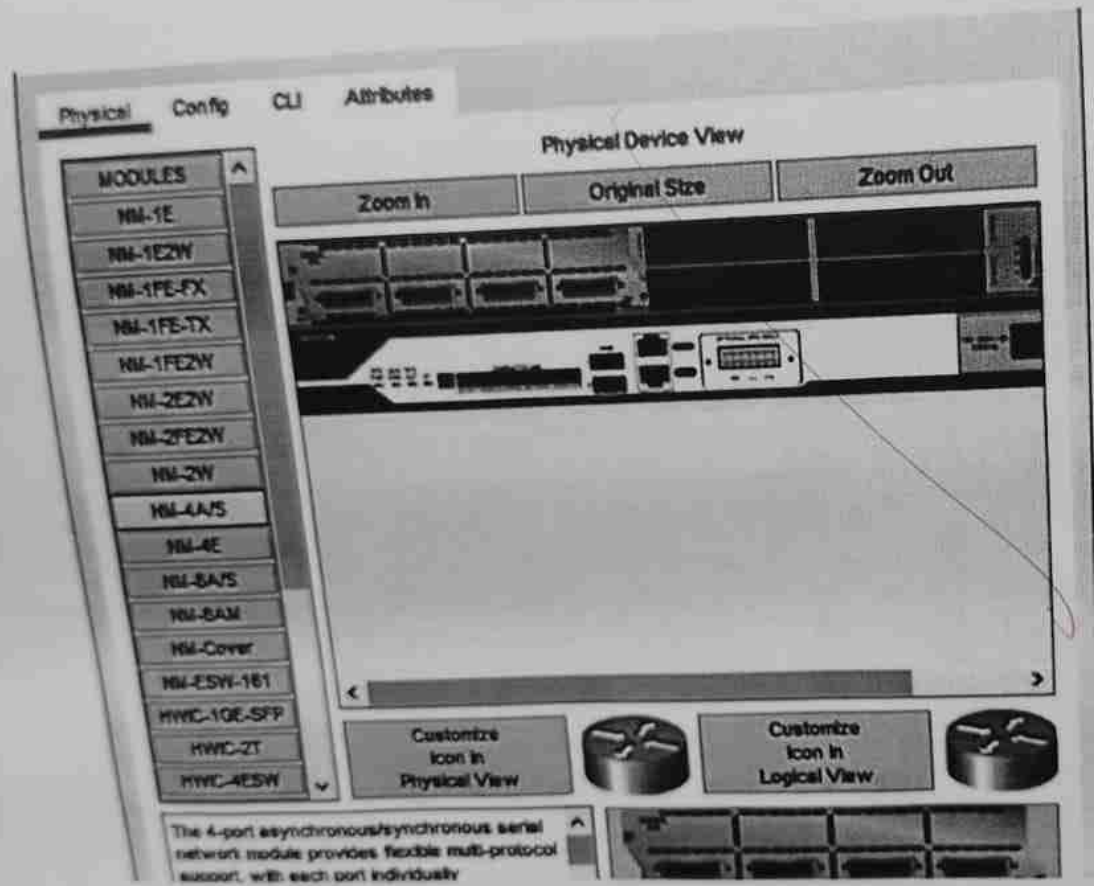 Physical Config CLI Attributes
Physical Device View
MODULES
Zoom In Original Size Zoom Out
NM-1E
NM-1E2W
NM-1FE-FX
NM-1FE-TX
NM-1FE2W
NM-2E2W
NM-2FE2W
NM-2W
NM-4A/S
NM-4E
NM-8A/S
NM-8AM
NM-Cover
NM-ESW-161
HWIC-1GE-SFP
HWIC-2T
HWIC-4ESW
Customize
Icon in
Physical View
Customize
Icon in
Logical View
The 4-port asynchronous/synchronous serial
network module provides flexible multi-protocol
support, with each port individually